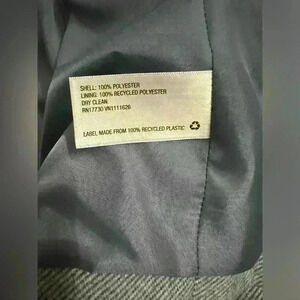 SHELL: 100% POLYESTER
LINING: 100% RECYCLED POLYESTER
DRY CLEAN.
RN17730 VN1111626
LABEL MADE FROM 100% RECYCLED PLASTIC